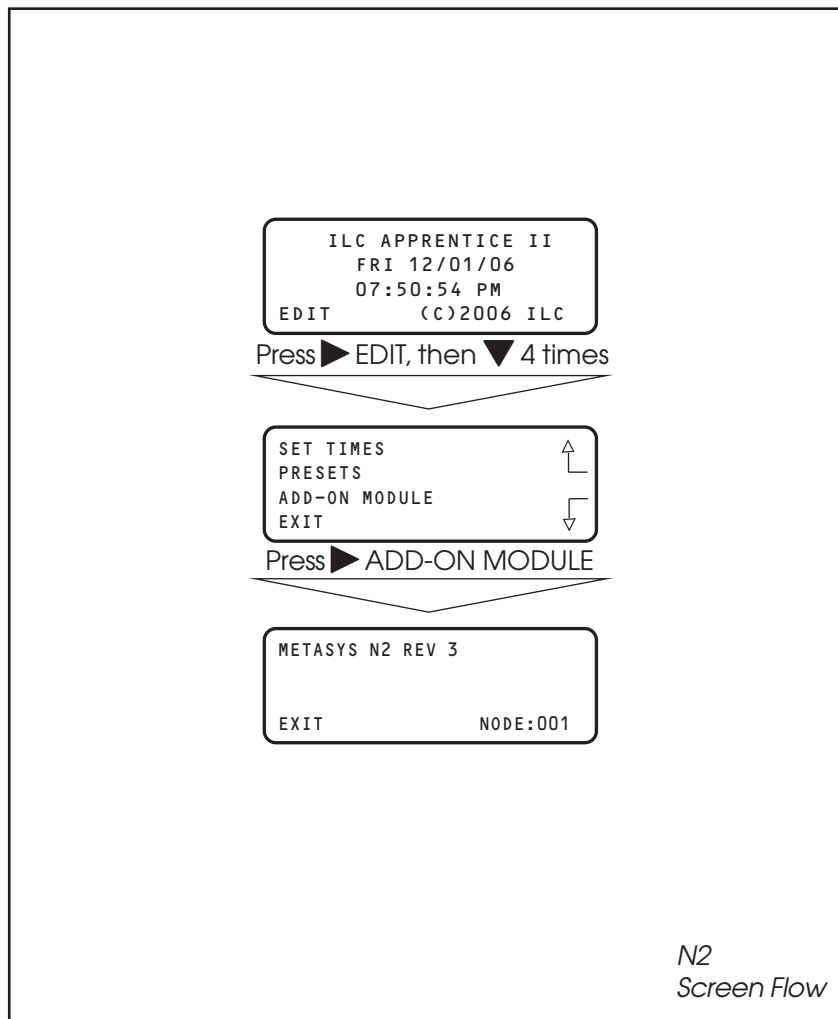 ILC APPRENTICE II
FRI 12/01/06
07:50:54 PM
EDIT (C)2006 ILC
Press ▶ EDIT, then ▼ 4 times
SET TIMES
PRESETS
ADD-ON MODULE
EXIT
Press ▶ ADD-ON MODULE
METASYS N2 REV 3
EXIT NODE:001
N2
Screen Flow